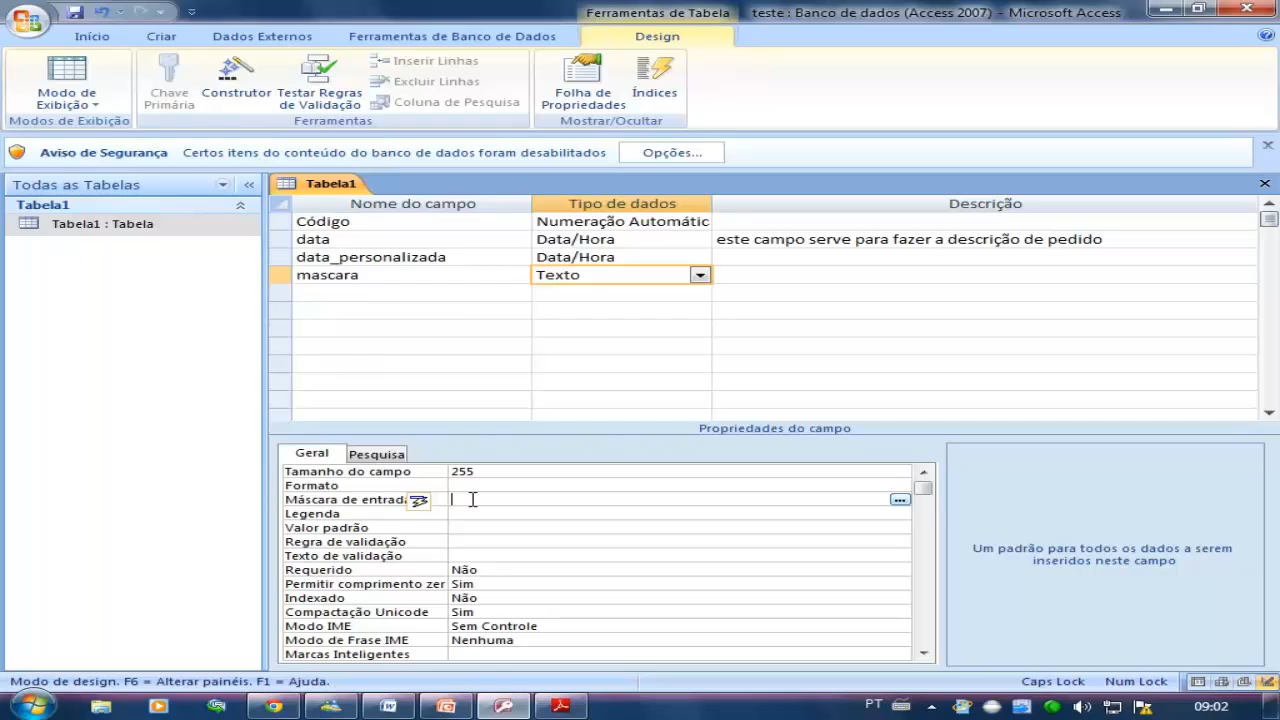 Ferramentas de Tabela teste : Banco de dados (Access 2007) - Microsoft Access
Início Criar Dados Externos Ferramentas de Banco de Dados Design
Modo de Exibição
Chave Primária
Construtor
Testar Regras de Validação
Inserir Linhas
Excluir Linhas
Coluna de Pesquisa
Folha de Propriedades
Índices
Modos de Exibição Ferramentas Mostrar/Ocultar
Aviso de Segurança Certos itens do conteúdo do banco de dados foram desabilitados Opções...
Todas as Tabelas
Tabela1
Tabela1 : Tabela
Tabela1
Nome do campo Tipo de dados Descrição
Código Numeração Automátic
data Data/Hora este campo serve para fazer a descrição de pedido
data_personalizada Data/Hora
mascara Texto
Propriedades do campo
Geral Pesquisa
Tamanho do campo 255
Formato
Máscara de entrad
Legenda
Valor padrão
Regra de validação
Texto de validação
Requerido Não
Permitir comprimento zer Sim
Indexado Não
Compactação Unicode Sim
Modo IME Sem Controle
Modo de Frase IME Nenhuma
Marcas Inteligentes
Um padrão para todos os dados a serem
inseridos neste campo
Modo de design. F6 = Alterar painéis. F1 = Ajuda. Caps Lock Num Lock
PT 09:02